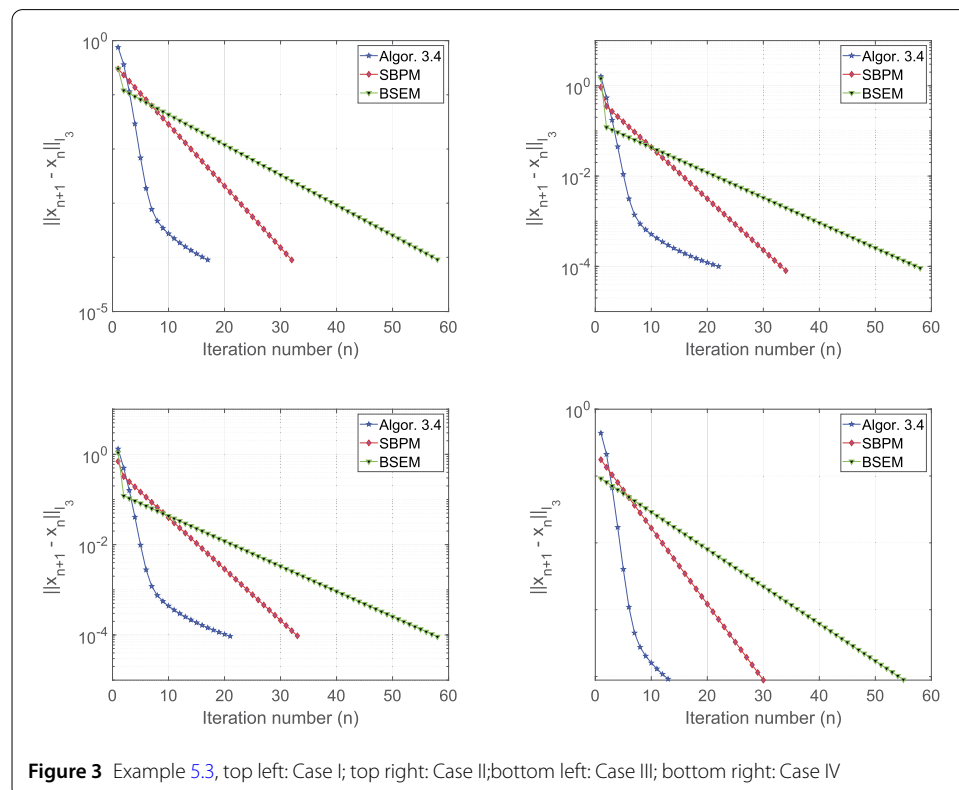 10^0
10^-5
||x_{n+1} - x_n||_{l_3}
0 10 20 30 40 50 60
Iteration number (n)
Algor. 3.4
SBPM
BSEM
10^0
10^-2
10^-4
||x_{n+1} - x_n||_{l_3}
0 10 20 30 40 50 60
Iteration number (n)
Algor. 3.4
SBPM
BSEM
10^0
10^-2
10^-4
||x_{n+1} - x_n||_{l_3}
0 10 20 30 40 50 60
Iteration number (n)
Algor. 3.4
SBPM
BSEM
10^0
||x_{n+1} - x_n||_{l_3}
0 10 20 30 40 50 60
Iteration number (n)
Algor. 3.4
SBPM
BSEM
Figure 3 Example 5.3, top left: Case I; top right: Case II;bottom left: Case III; bottom right: Case IV